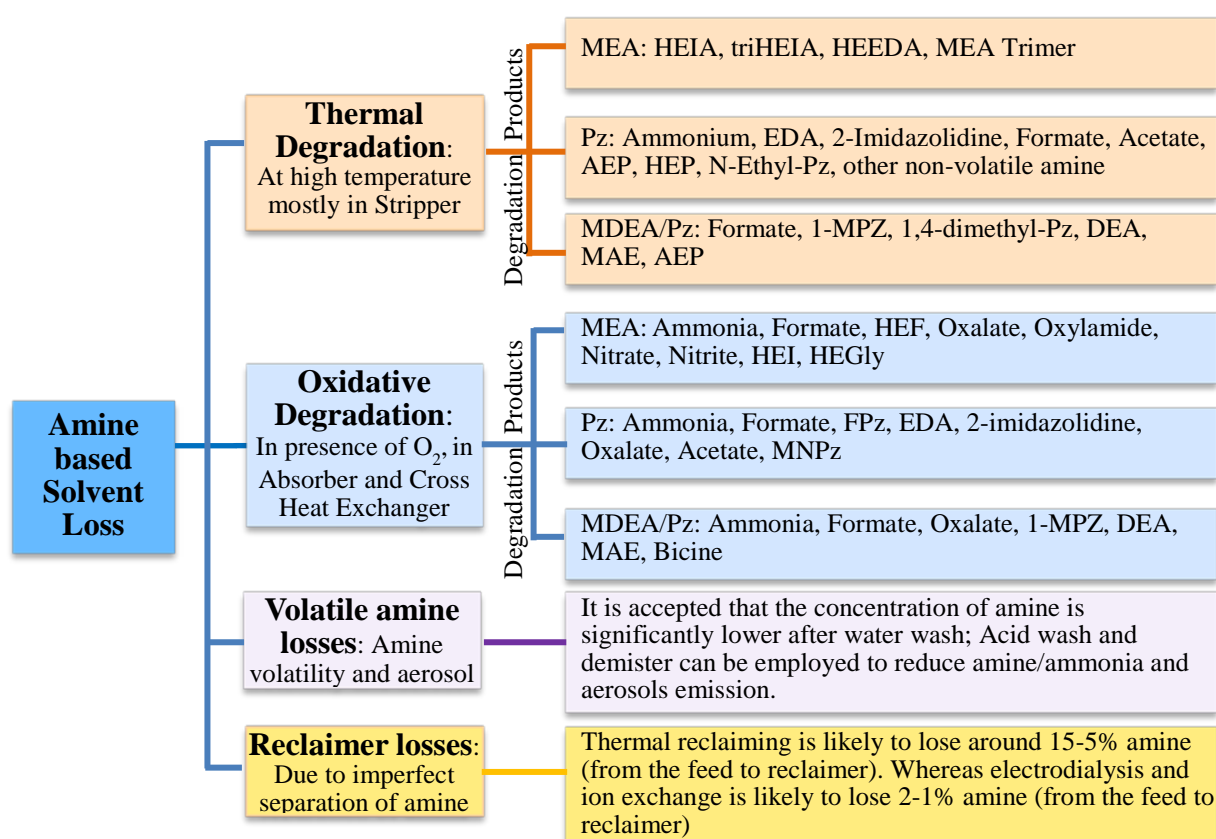 Amine
based
Solvent
Loss
Thermal
Degradation:
At high temperature
mostly in Stripper
Degradation Products
MEA: HEIA, triHEIA, HEEDA, MEA Trimer
Pz: Ammonium, EDA, 2-Imidazolidine, Formate, Acetate,
AEP, HEP, N-Ethyl-Pz, other non-volatile amine
MDEA/Pz: Formate, 1-MPZ, 1,4-dimethyl-Pz, DEA,
MAE, AEP
Oxidative
Degradation:
In presence of O₂, in
Absorber and Cross
Heat Exchanger
Degradation Products
MEA: Ammonia, Formate, HEF, Oxalate, Oxylamide,
Nitrate, Nitrite, HEI, HEGly
Pz: Ammonia, Formate, FPz, EDA, 2-imidazolidine,
Oxalate, Acetate, MNPz
MDEA/Pz: Ammonia, Formate, Oxalate, 1-MPZ, DEA,
MAE, Bicine
Volatile amine
losses: Amine
volatility and aerosol
It is accepted that the concentration of amine is
significantly lower after water wash; Acid wash and
demister can be employed to reduce amine/ammonia and
aerosols emission.
Reclaimer losses:
Due to imperfect
separation of amine
Thermal reclaiming is likely to lose around 15-5% amine
(from the feed to reclaimer). Whereas electrodialysis and
ion exchange is likely to lose 2-1% amine (from the feed to
reclaimer)